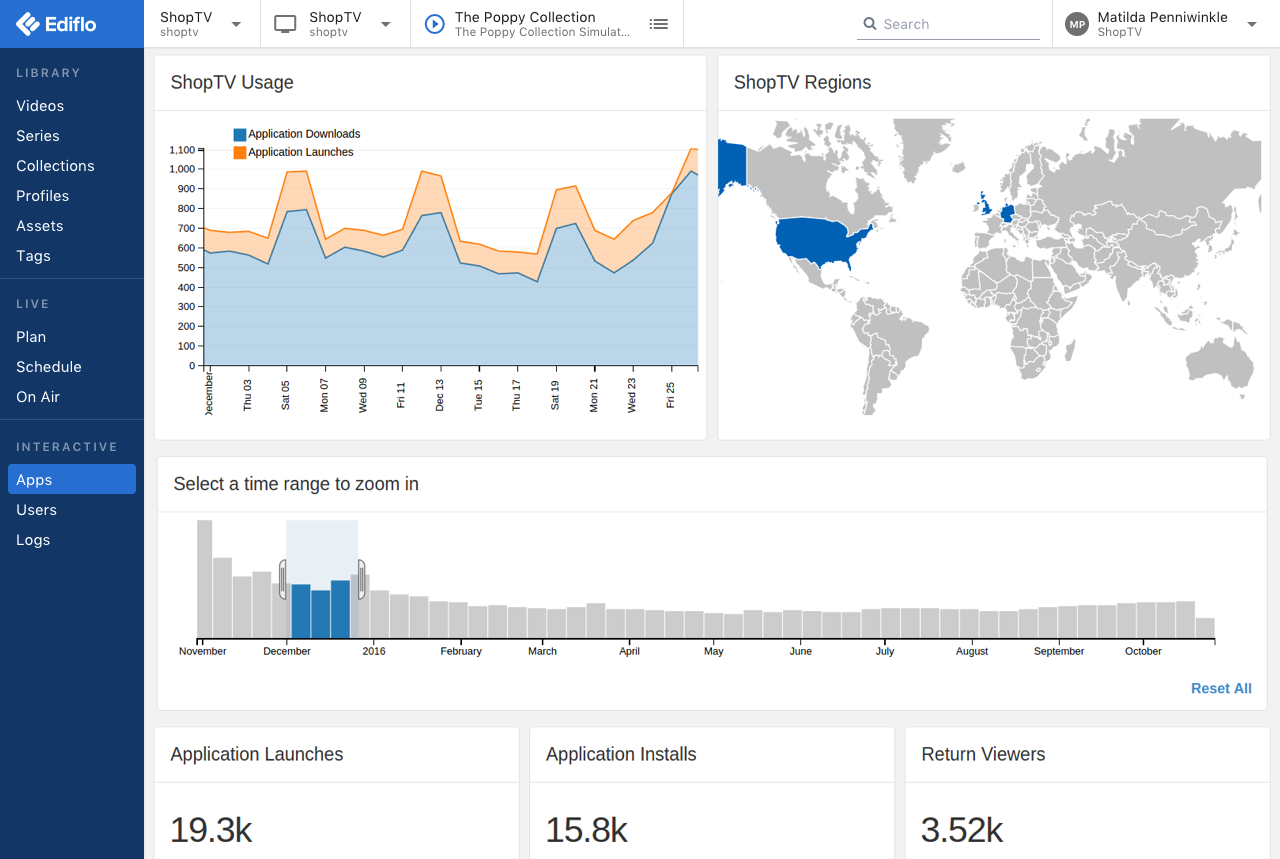 Ediflo
ShopTV
shoptv
ShopTV
shoptv
The Poppy Collection
The Poppy Collection Simulat...
Search
MP
Matilda Penniwinkle
ShopTV
LIBRARY
Videos
Series
Collections
Profiles
Assets
Tags
LIVE
Plan
Schedule
On Air
INTERACTIVE
Apps
Users
Logs
ShopTV Usage
Application Downloads
Application Launches
1,100
1,000
900
800
700
600
500
400
300
200
100
0
December
Thu 03
Sat 05
Mon 07
Wed 09
Fri 11
Dec 13
Tue 15
Thu 17
Sat 19
Mon 21
Wed 23
Fri 25
ShopTV Regions
Select a time range to zoom in
November December 2016 February March April May June July August September October
Reset All
Application Launches
19.3k
Application Installs
15.8k
Return Viewers
3.52k